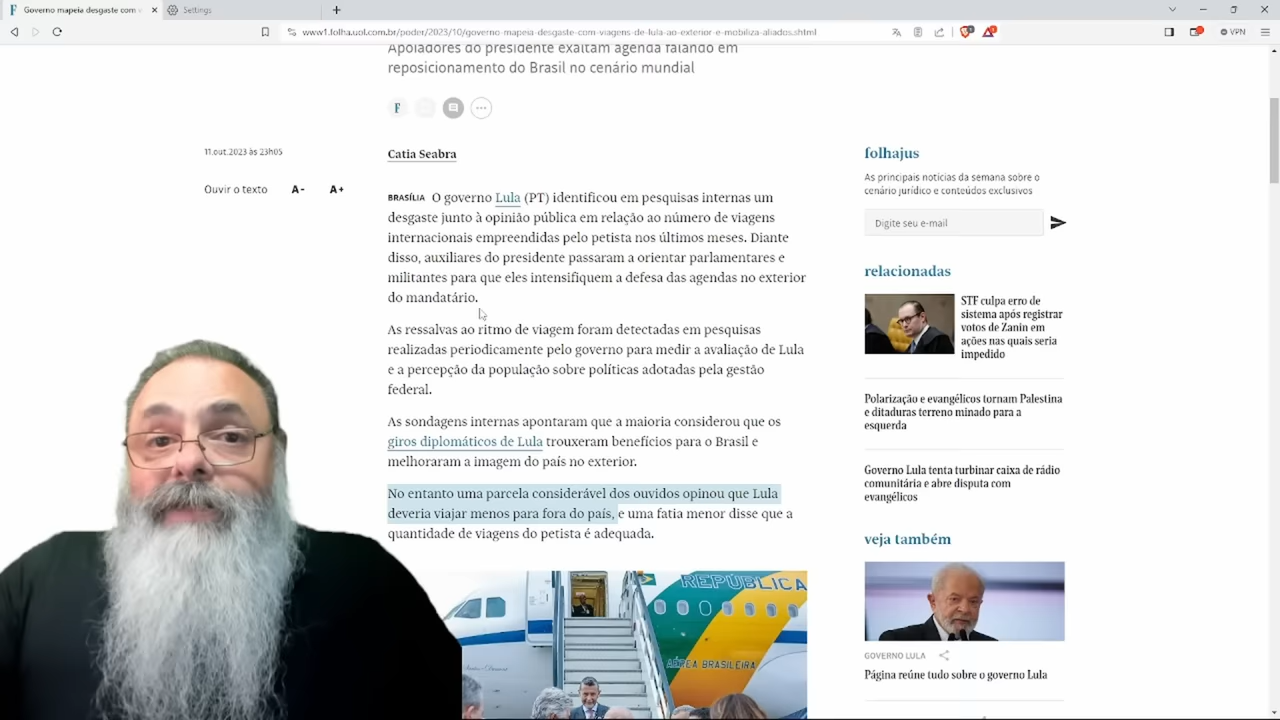 Governo mapeia desgaste com v
Settings
www1.folha.uol.com.br/poder/2023/10/governo-mapeia-desgaste-com-viagens-de-lula-ao-exterior-e-mobiliza-aliados.shtml
VPN
Apoiadores do presidente exaltam agenda falando em
reposicionamento do Brasil no cenário mundial
F
11.out.2023 às 23h05
Ouvir o texto A- A+
Catia Seabra
BRASÍLIA O governo Lula (PT) identificou em pesquisas internas um
desgaste junto à opinião pública em relação ao número de viagens
internacionais empreendidas pelo petista nos últimos meses. Diante
disso, auxiliares do presidente passaram a orientar parlamentares e
militantes para que eles intensifiquem a defesa das agendas no exterior
do mandatário.
As ressalvas ao ritmo de viagem foram detectadas em pesquisas
realizadas periodicamente pelo governo para medir a avaliação de Lula
e a percepção da população sobre políticas adotadas pela gestão
federal.
As sondagens internas apontaram que a maioria considerou que os
giros diplomáticos de Lula trouxeram benefícios para o Brasil e
melhoraram a imagem do país no exterior.
No entanto uma parcela considerável dos ouvidos opinou que Lula
deveria viajar menos para fora do país, e uma fatia menor disse que a
quantidade de viagens do petista é adequada.
REPÚBLICA
AÉREA BRASILEIRA
folhajus
As principais notícias da semana sobre o
cenário jurídico e conteúdos exclusivos
Digite seu e-mail
relacionadas
STF culpa erro de
sistema após registrar
votos de Zanin em
ações nas quais seria
impedido
Polarização e evangélicos tornam Palestina
e ditaduras terreno minado para a
esquerda
Governo Lula tenta turbinar caixa de rádio
comunitária e abre disputa com
evangélicos
veja também
GOVERNO LULA
Página reúne tudo sobre o governo Lula